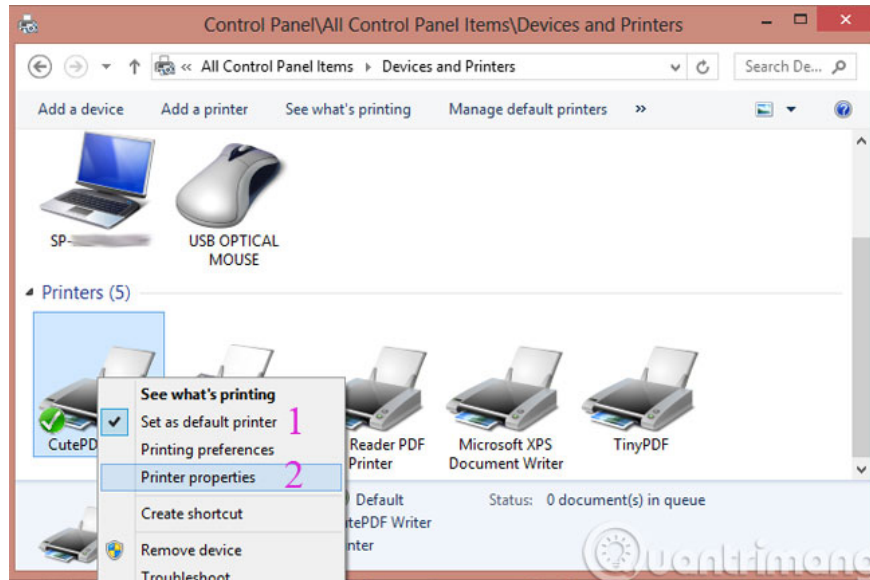 Control Panel\All Control Panel Items\Devices and Printers
« All Control Panel Items Devices and Printers
Search De...
Add a device Add a printer See what's printing Manage default printers »
SP-
USB OPTICAL
MOUSE
Printers (5)
See what's printing
Set as default printer 1
Printing preferences
Printer properties 2
Create shortcut
Remove device
Troubleshoot
CutePD
Reader PDF
Printer
Microsoft XPS
Document Writer
TinyPDF
Default
Status: 0 document(s) in queue
tePDF Writer
nter
Quantrimang